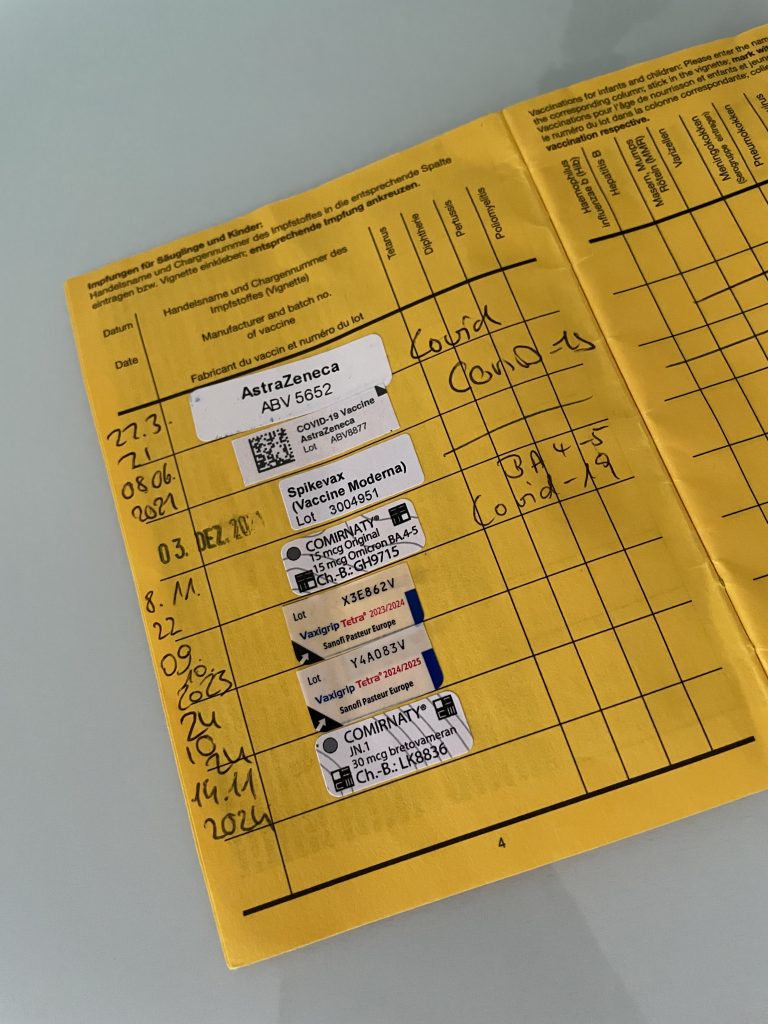 Impfungen für Säuglinge und Kinder:
Handelsname und Chargennummer des Impfstoffes in die entsprechende Spalte
eintragen bzw. Vignette einkleben; entsprechende Impfung ankreuzen.
Datum
Date
Handelsname und Chargennummer des
Impfstoffes (Vignette)
Manufacturer and batch no.
of vaccine
Fabricant du vaccin et numéro du lot
Tetanus
Diphtherie
Pertussis
Poliomyelitis
22.3.
21
AstraZeneca
ABV 5652
Covid
08.06.
2021
COVID-19 Vaccine
AstraZeneca
Lot ABV8877
Covid-19
03. DEZ. 2021
Spikevax
(Vaccine Moderna)
Lot 3004951
8.11.
22
COMIRNATY®
15 mcg Original
15 mcg Omicron BA.4-5
Ch.-B.: GH9715
BA 4-5
Covid-19
09.
10.
2023
Lot X3E862V
Vaxigrip Tetra® 2023/2024
Sanofi Pasteur Europe
24
10
24
Lot Y4A083V
Vaxigrip Tetra® 2024/2025
Sanofi Pasteur Europe
14.11
2024
COMIRNATY®
JN.1
30 mcg bretovameran
Ch.-B.: LK8836
4
Vaccinations for infants and children: Please enter the
the corresponding column; stick in the vignette; mark
Vaccinations pour l'âge de nourrisson et enfants et
le numéro du lot dans la colonne correspondante;
vaccination respective.
Haemophilus
influenzae b (Hib)
Hepatitis B
Masern, Mumps
Röteln (MMR)
Varizellen
Meningokokken
(Serogruppe eintragen)
Pneumokokken